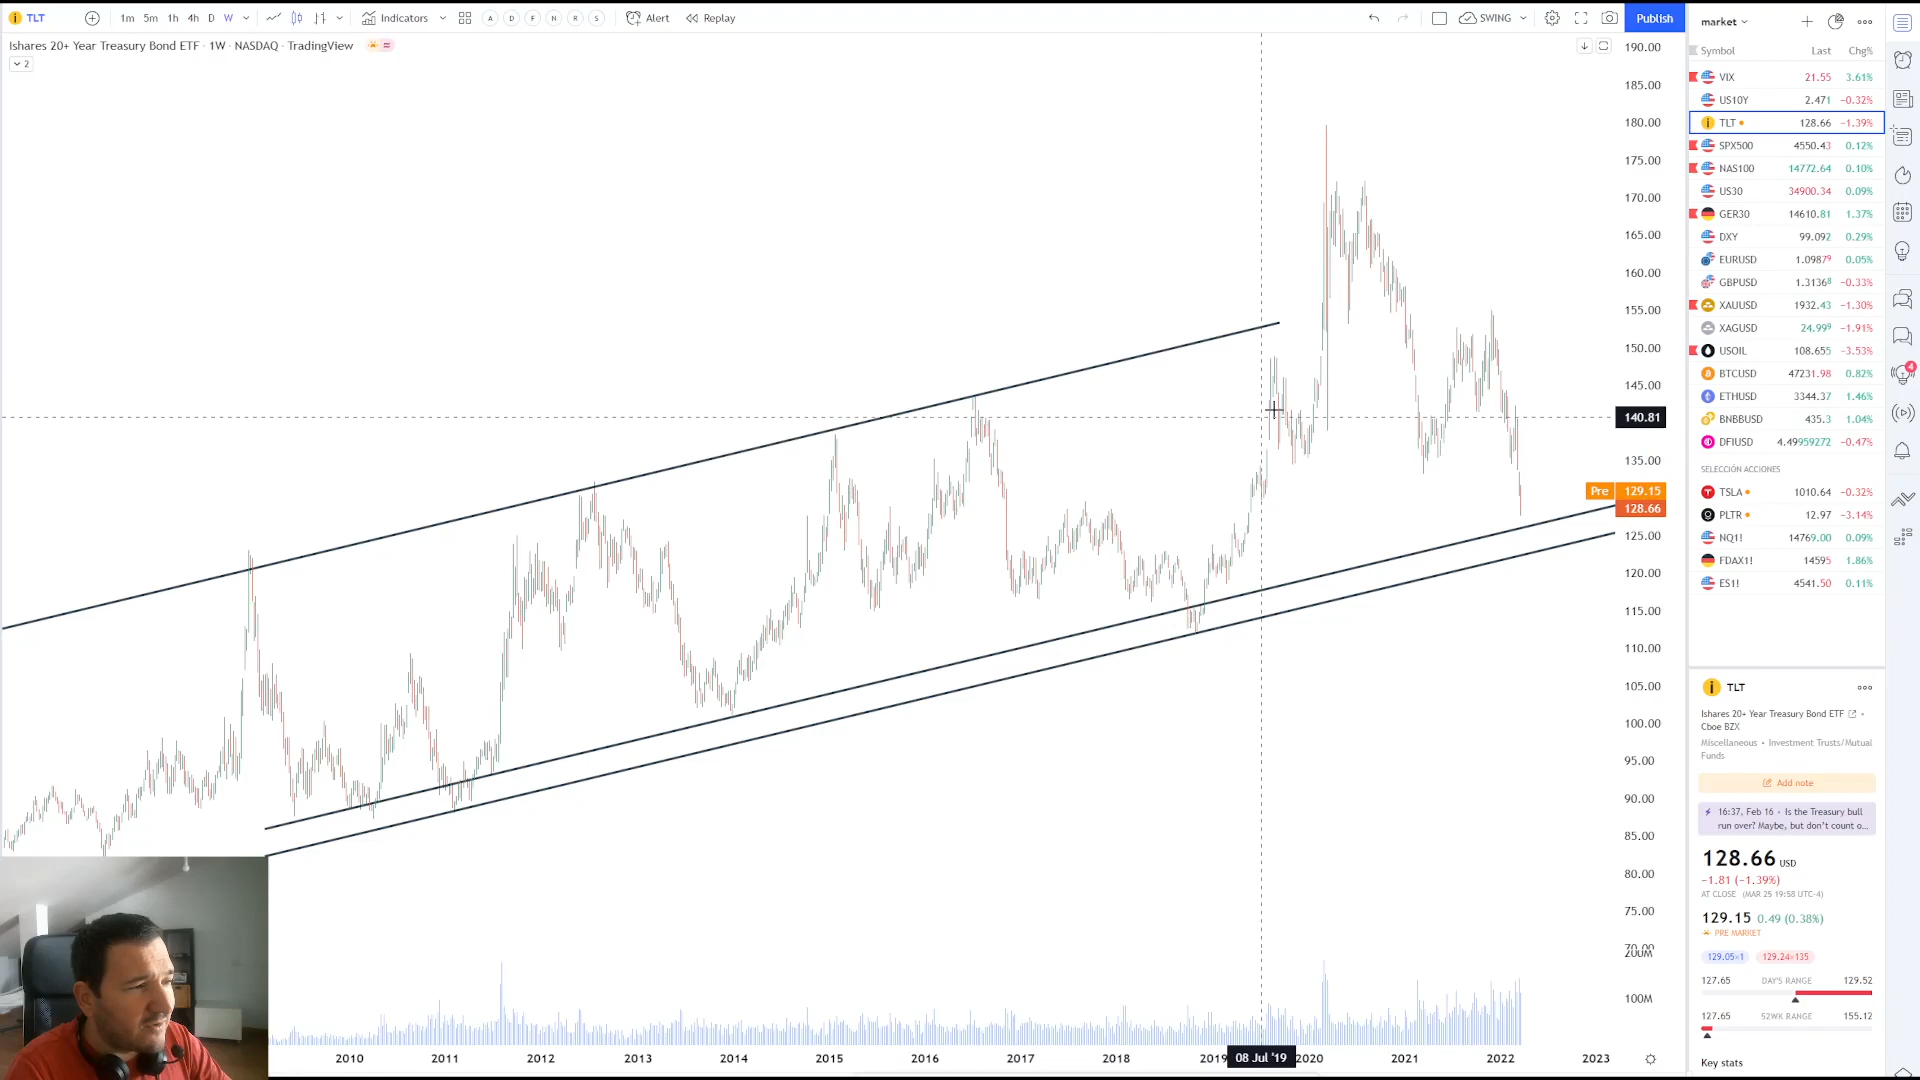 TLT 1m 5m 1h 4h D W Indicators A D F N R S Alert Replay SWING Publish
Ishares 20+ Year Treasury Bond ETF · 1W · NASDAQ · TradingView
2
190.00
185.00
180.00
175.00
170.00
165.00
160.00
155.00
150.00
145.00
140.81
135.00
Pre 129.15
128.66
125.00
120.00
115.00
110.00
105.00
100.00
95.00
90.00
85.00
80.00
75.00
70.00
200M
100M
2010 2011 2012 2013 2014 2015 2016 2017 2018 2019 08 Jul '19 2020 2021 2022 2023
market
Symbol Last Chg%
VIX 21.55 3.61%
US10Y 2.471 −0.32%
TLT 128.66 −1.39%
SPX500 4550.43 0.12%
NAS100 14772.64 0.10%
US30 34900.34 0.09%
GER30 14610.81 1.37%
DXY 99.092 0.29%
EURUSD 1.09879 0.05%
GBPUSD 1.31368 −0.33%
XAUUSD 1932.43 −1.30%
XAGUSD 24.999 −1.91%
USOIL 108.655 −3.53%
BTCUSD 47231.98 0.82%
ETHUSD 3344.37 1.46%
BNBBUSD 435.3 1.04%
DFIUSD 4.49959272 −0.47%
SELECCIÓN ACCIONES
TSLA 1010.64 −0.32%
PLTR 12.97 −3.14%
NQ1! 14769.00 0.09%
FDAX1! 14595 1.86%
ES1! 4541.50 0.11%
4
TLT
Ishares 20+ Year Treasury Bond ETF •
Cboe BZX
Miscellaneous • Investment Trusts/Mutual
Funds
Add note
16:37, Feb 16 • Is the Treasury bull
run over? Maybe, but don't count o...
128.66 USD
−1.81 (−1.39%)
AT CLOSE (MAR 25 19:58 UTC-4)
129.15 0.49 (0.38%)
PRE MARKET
129.05×1 129.24×135
127.65 DAY'S RANGE 129.52
127.65 52WK RANGE 155.12
Key stats